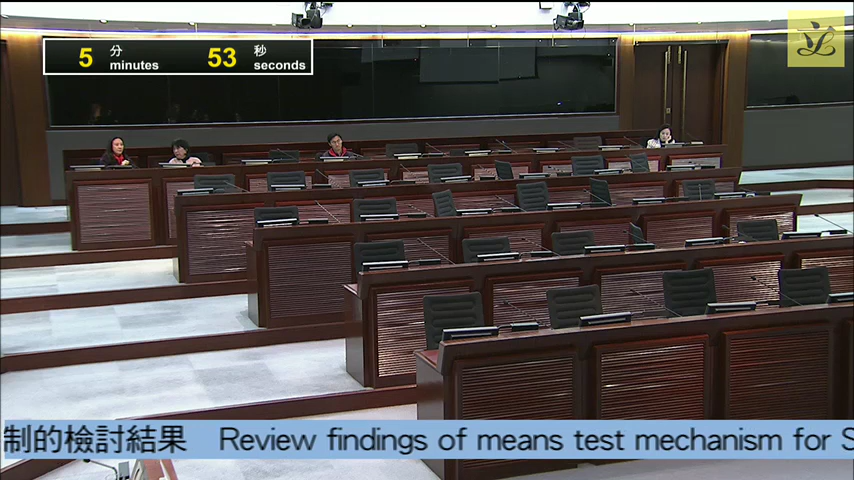 5 分 minutes 53 秒 seconds
制的檢討結果 Review findings of means test mechanism for S